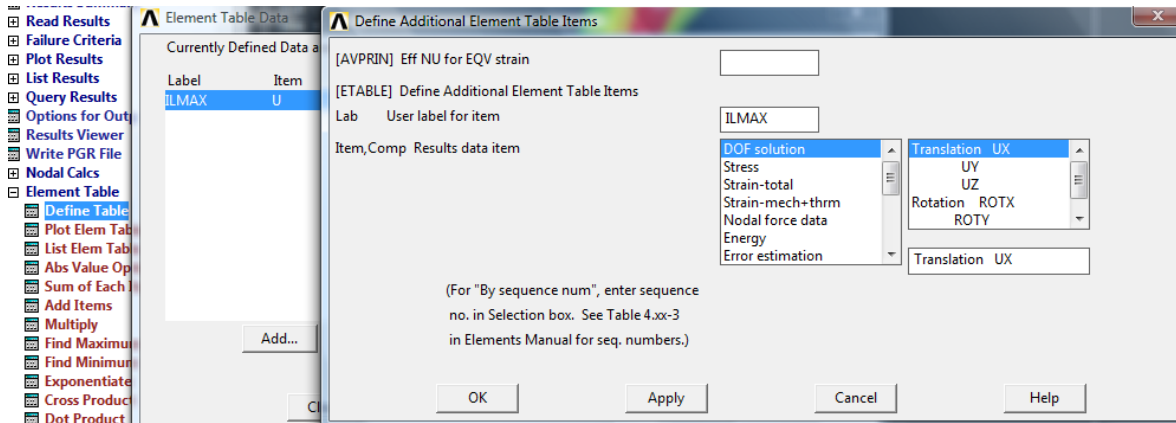 Read Results
Failure Criteria
Plot Results
List Results
Query Results
Options for Outp
Results Viewer
Write PGR File
Nodal Calcs
Element Table
Define Table
Plot Elem Tab
List Elem Tabl
Abs Value Op
Sum of Each I
Add Items
Multiply
Find Maximu
Find Minimum
Exponentiate
Cross Product
Dot Product
Element Table Data
Currently Defined Data a
Label Item
ILMAX U
Add...
Cl
Define Additional Element Table Items
[AVPRIN] Eff NU for EQV strain
[ETABLE] Define Additional Element Table Items
Lab User label for item ILMAX
Item,Comp Results data item
DOF solution
Stress
Strain-total
Strain-mech+thrm
Nodal force data
Energy
Error estimation
Translation UX
UY
UZ
Rotation ROTX
ROTY
Translation UX
(For "By sequence num", enter sequence
no. in Selection box. See Table 4.xx-3
in Elements Manual for seq. numbers.)
OK Apply Cancel Help